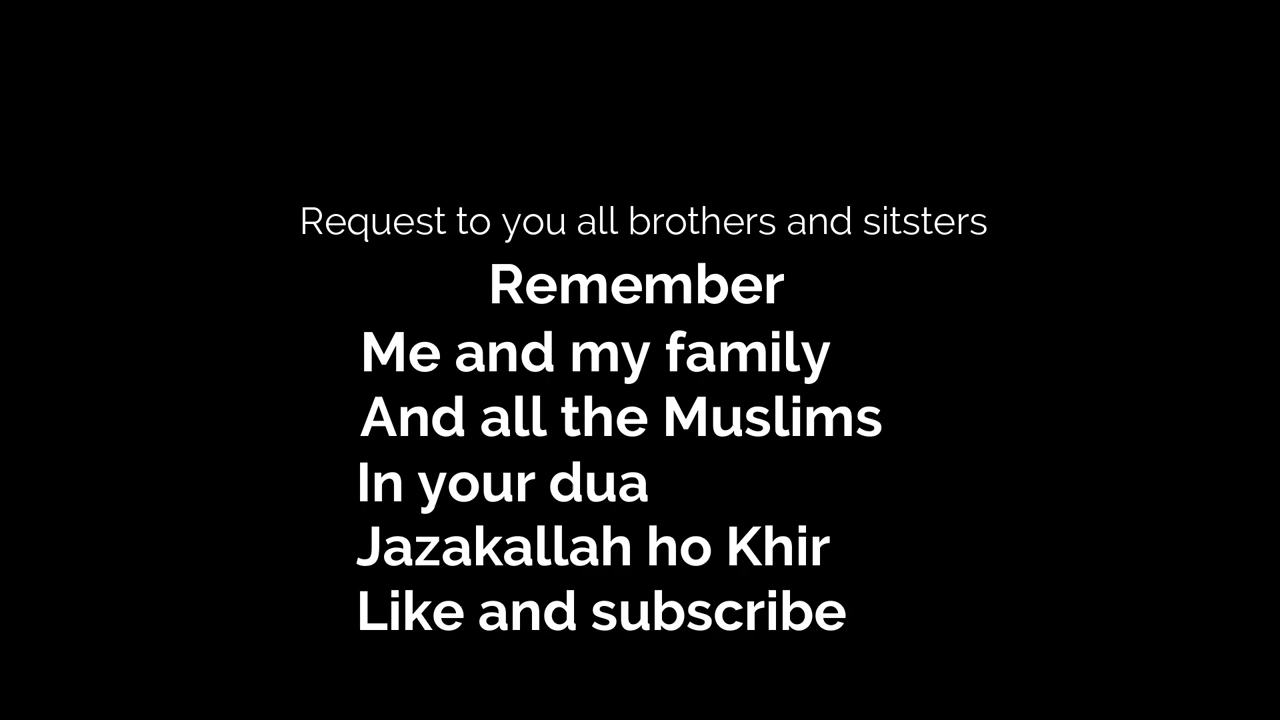 Request to you all brothers and sitsters
Remember
Me and my family
And all the Muslims
In your dua
Jazakallah ho Khir
Like and subscribe